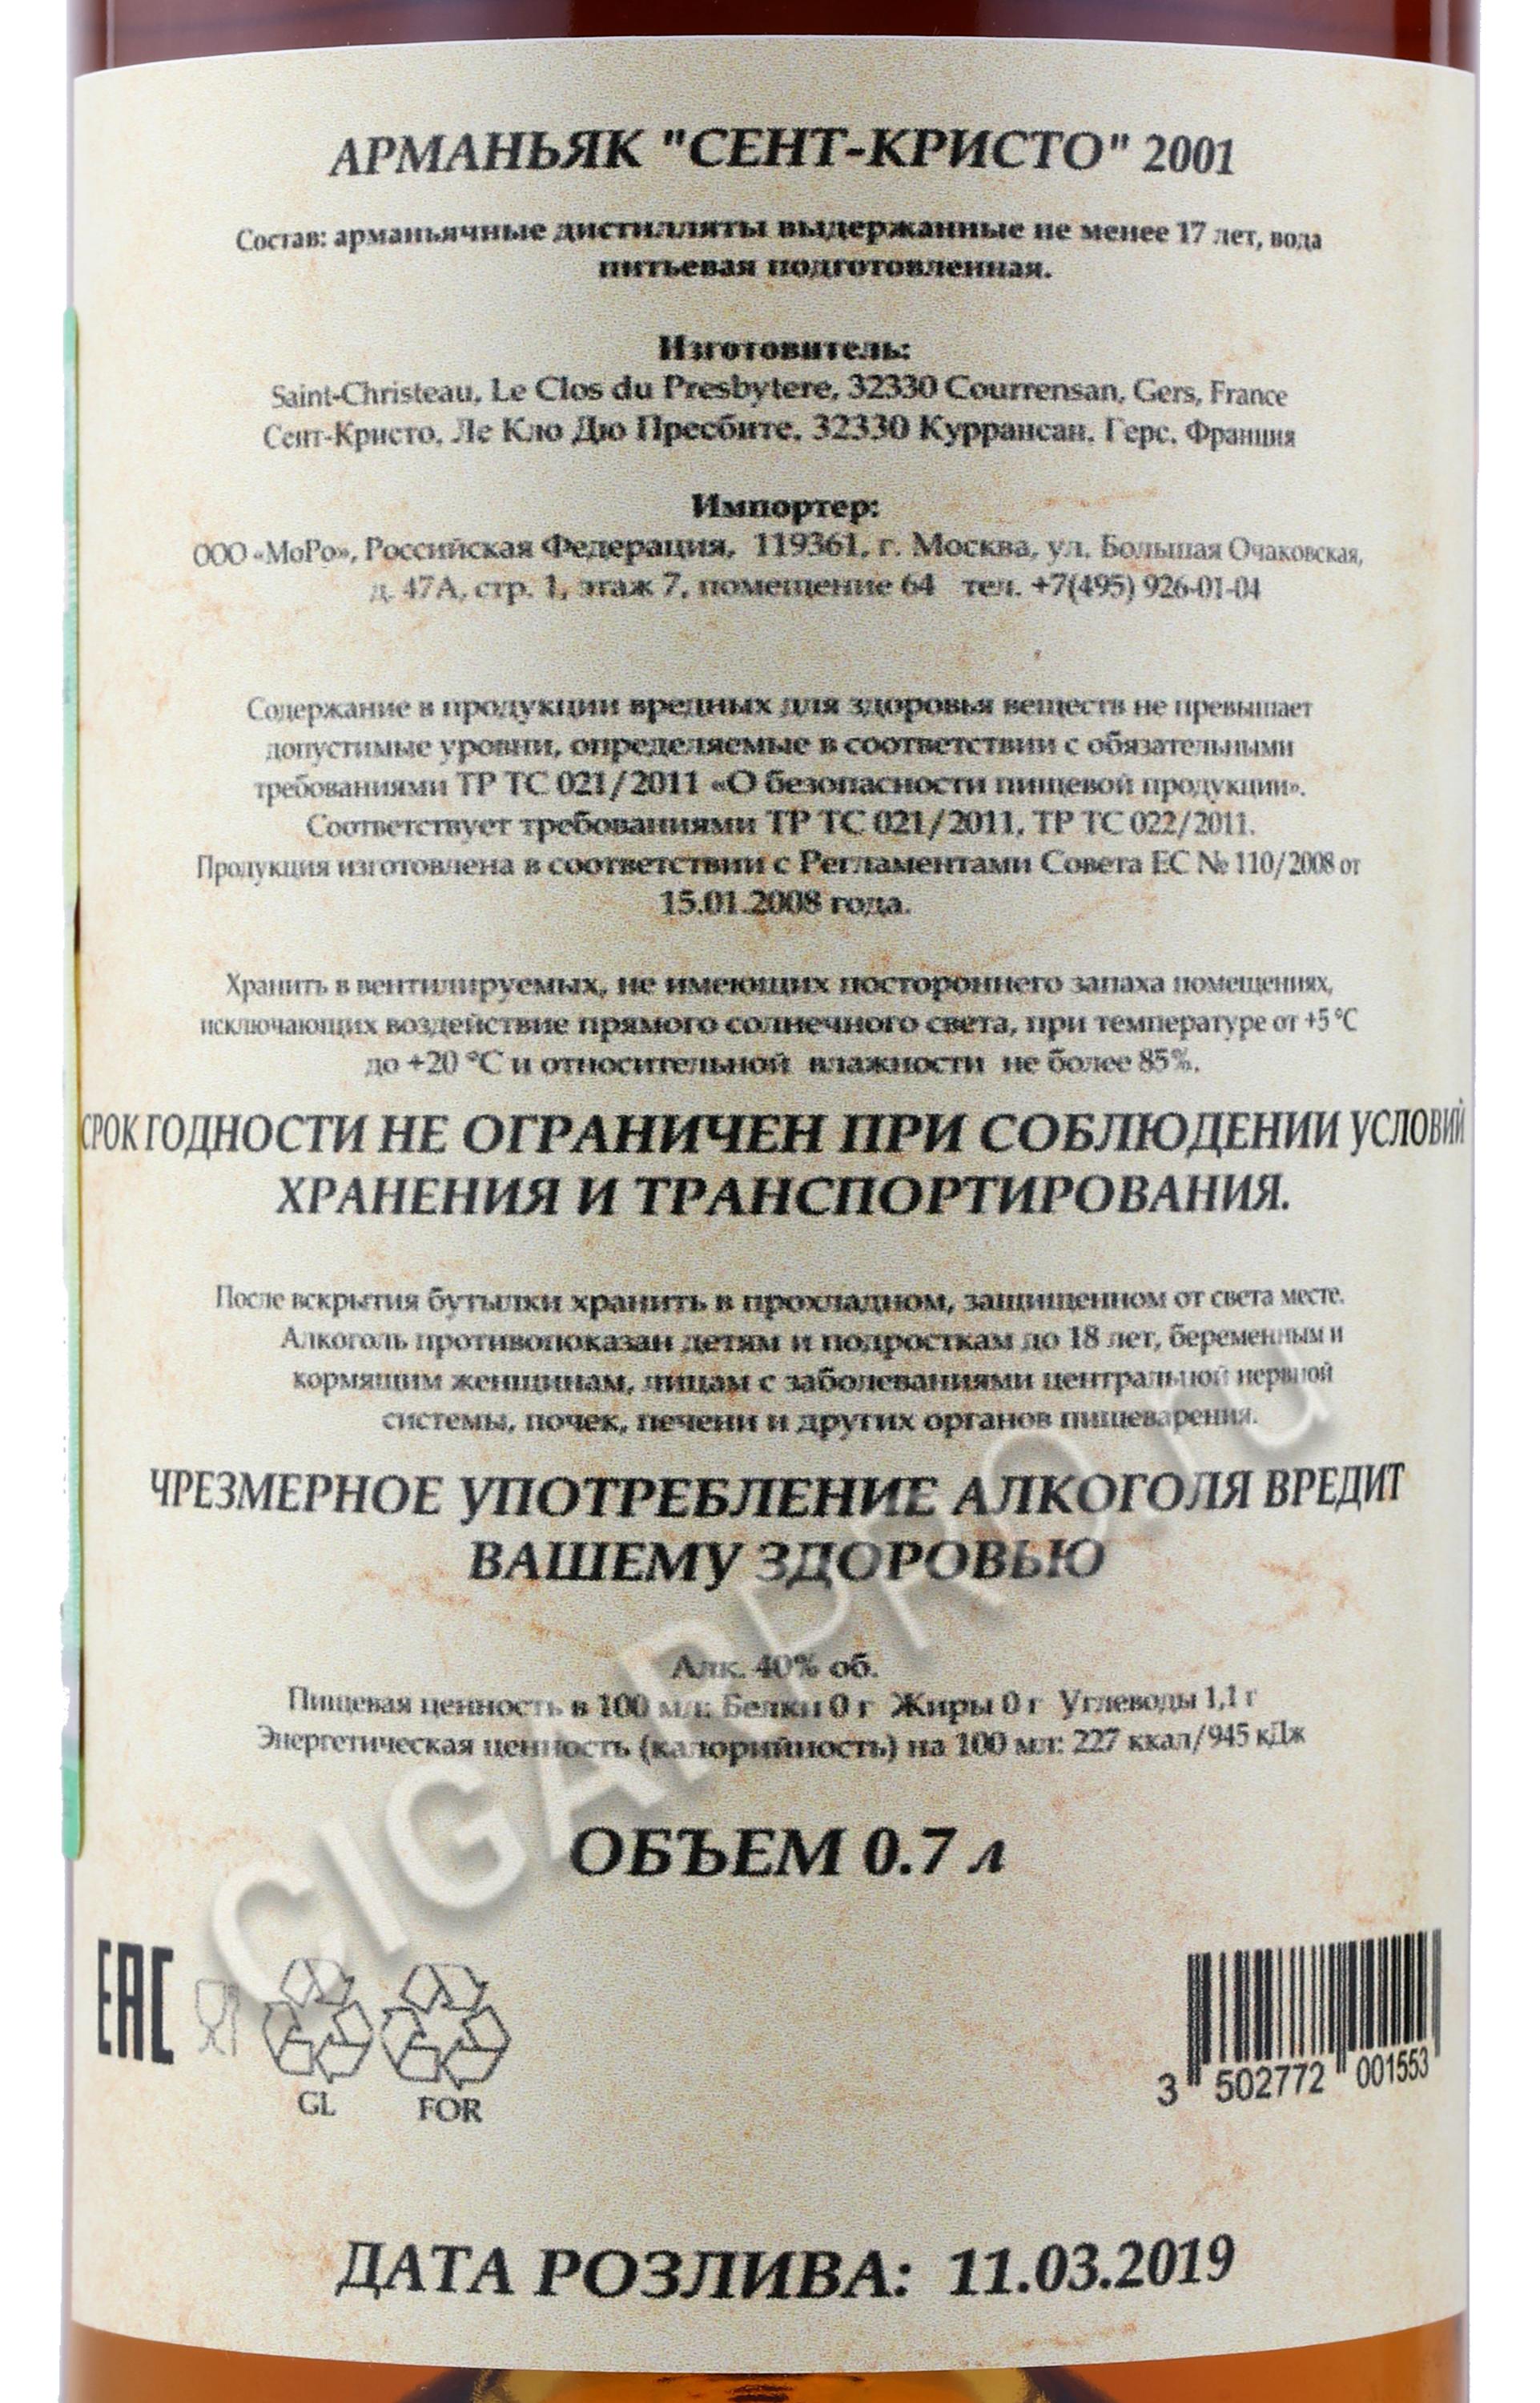 АРМАНЬЯК "СЕНТ-КРИСТО" 2001
Состав: арманьячные дистилляты выдержанные не менее 17 лет, вода
питьевая подготовленная.
Изготовитель:
Saint-Christeau, Le Clos du Presbytere, 32330 Courrensan, Gers, France
Сент-Кристо, Ле Кло Дю Пресбите, 32330 Куррансан, Герс, Франция
Импортер:
ООО «МоРо», Российская Федерация, 119361, г. Москва, ул. Большая Очаковская,
д. 47А, стр. 1, этаж 7, помещение 64 тел. +7(495) 926-01-04
Содержание в продукции вредных для здоровья веществ не превышает
допустимые уровни, определяемые в соответствии с обязательными
требованиями ТР ТС 021/2011 «О безопасности пищевой продукции».
Соответствует требованиями ТР ТС 021/2011, ТР ТС 022/2011.
Продукция изготовлена в соответствии с Регламентами Совета ЕС № 110/2008 от
15.01.2008 года.
Хранить в вентилируемых, не имеющих постороннего запаха помещениях,
исключающих воздействие прямого солнечного света, при температуре от +5 °С
до +20 °С и относительной влажности не более 85%.
СРОК ГОДНОСТИ НЕ ОГРАНИЧЕН ПРИ СОБЛЮДЕНИИ УСЛОВИЙ
ХРАНЕНИЯ И ТРАНСПОРТИРОВАНИЯ.
После вскрытия бутылки хранить в прохладном, защищенном от света месте.
Алкоголь противопоказан детям и подросткам до 18 лет, беременным и
кормящим женщинам, лицам с заболеваниями центральной нервной
системы, почек, печени и других органов пищеварения.
ЧРЕЗМЕРНОЕ УПОТРЕБЛЕНИЕ АЛКОГОЛЯ ВРЕДИТ
ВАШЕМУ ЗДОРОВЬЮ
Алк. 40% об.
Пищевая ценность в 100 мл: Белки 0 г Жиры 0 г Углеводы 1,1 г
Энергетическая ценность (калорийность) на 100 мл: 227 ккал/945 кДж
CIGARPRO.ru
ОБЪЕМ 0.7 л
EAC
GL FOR
3 502772 001553
ДАТА РОЗЛИВА: 11.03.2019